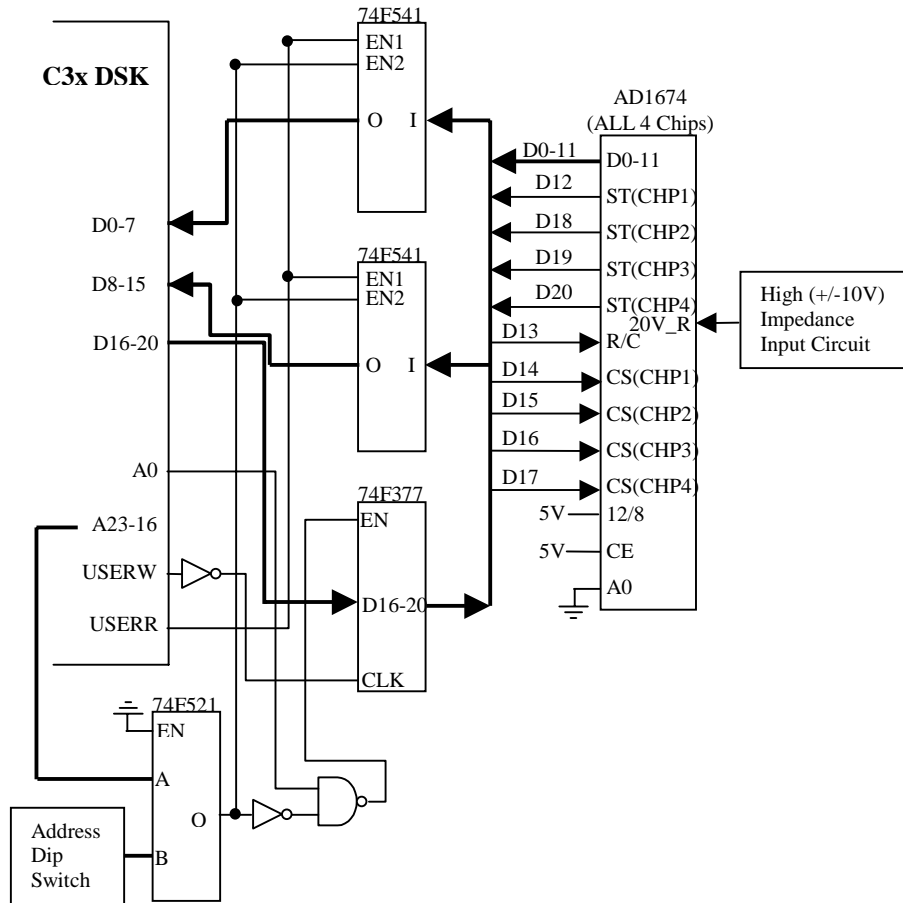 74F541
EN1
EN2
C3x DSK
O I
AD1674
(ALL 4 Chips)
D0-11
D0-11
D12
ST(CHP1)
D0-7
D18
ST(CHP2)
74F541
D19
ST(CHP3)
EN1
EN2
D8-15
D20
ST(CHP4)
20V_R
High (+/-10V)
Impedance
Input Circuit
D13
R/C
D16-20
O I
D14
CS(CHP1)
D15
CS(CHP2)
D16
CS(CHP3)
A0
D17
CS(CHP4)
74F377
EN
5V
12/8
A23-16
5V
CE
USERW
A0
D16-20
USERR
CLK
74F521
EN
A
O
B
Address
Dip
Switch